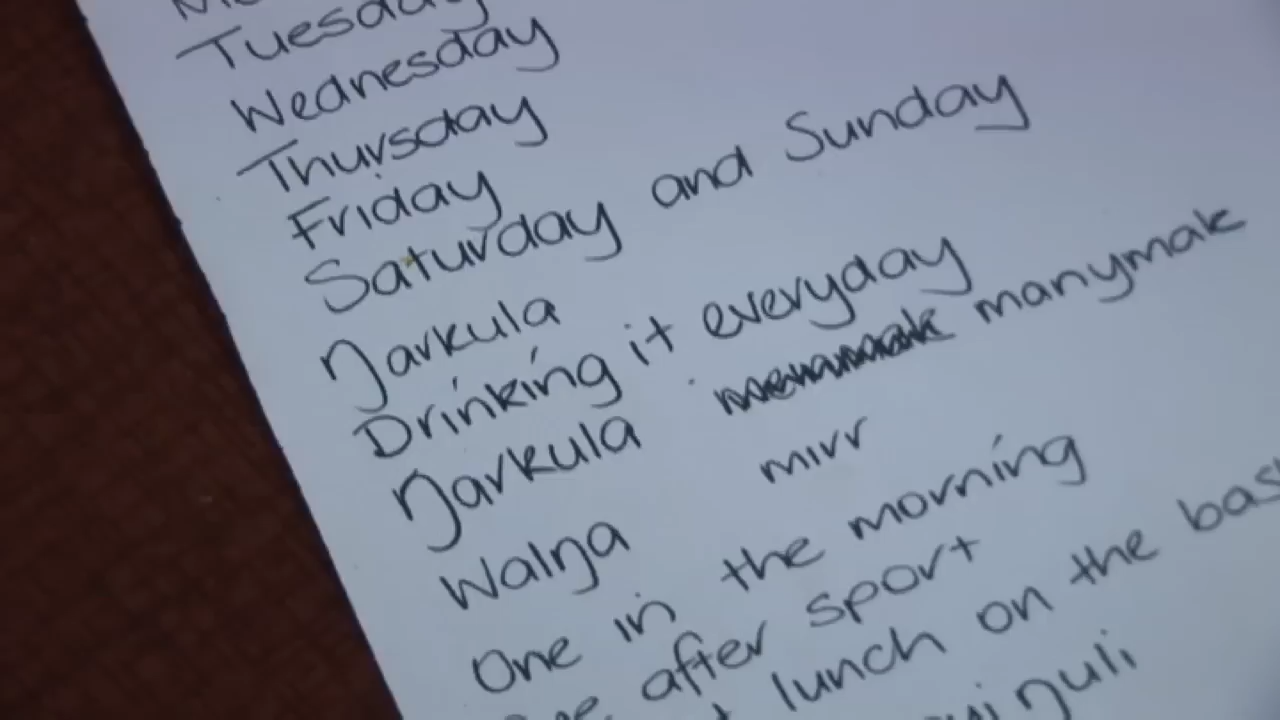 Tuesday
Wednesday
Thursday
Friday
Saturday and Sunday
Ŋarkula
Drinking it everyday
Ŋarkula manymak
Walŋa mirr
One in the morning
after sport
lunch on the
ŋuli